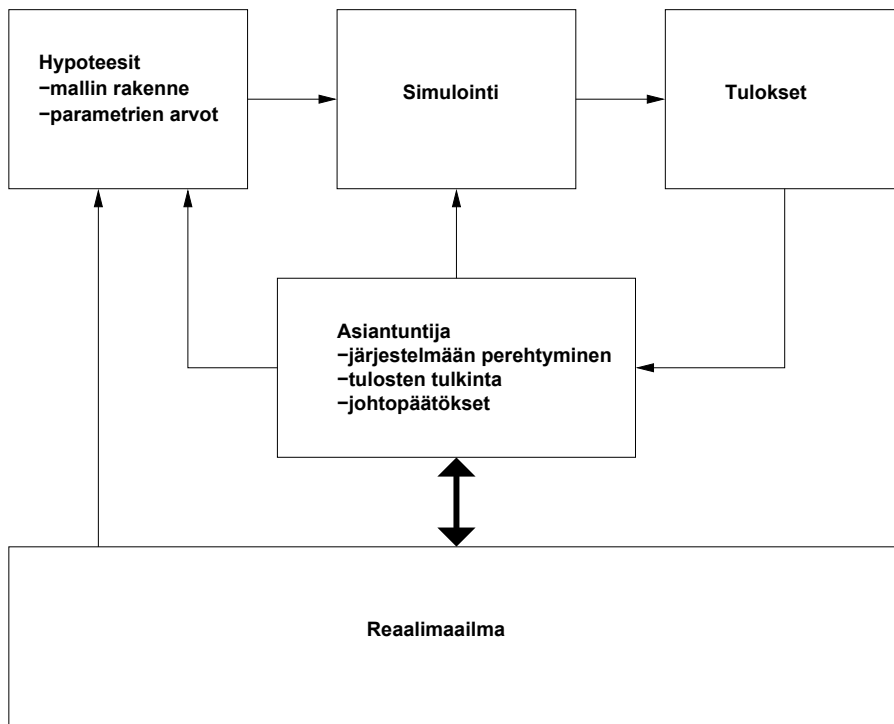 Hypoteesit
−mallin rakenne
−parametrien arvot
Simulointi
Tulokset
Asiantuntija
−järjestelmään perehtyminen
−tulosten tulkinta
−johtopäätökset
Reaalimaailma